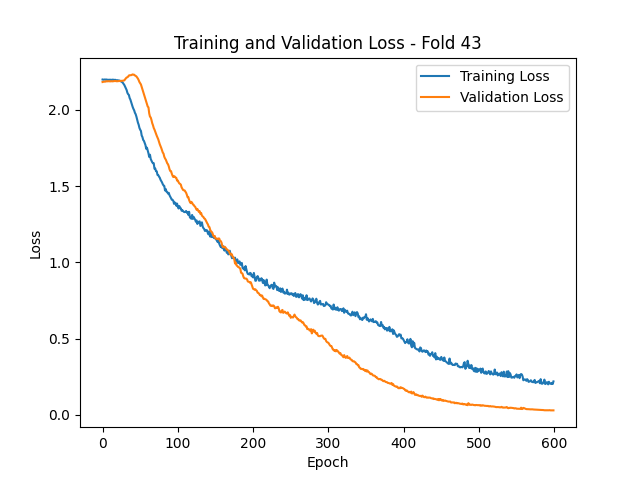 Training and Validation Loss - Fold 43
Training Loss
Validation Loss
Loss
2.0
1.5
1.0
0.5
0.0
0 100 200 300 400 500 600
Epoch